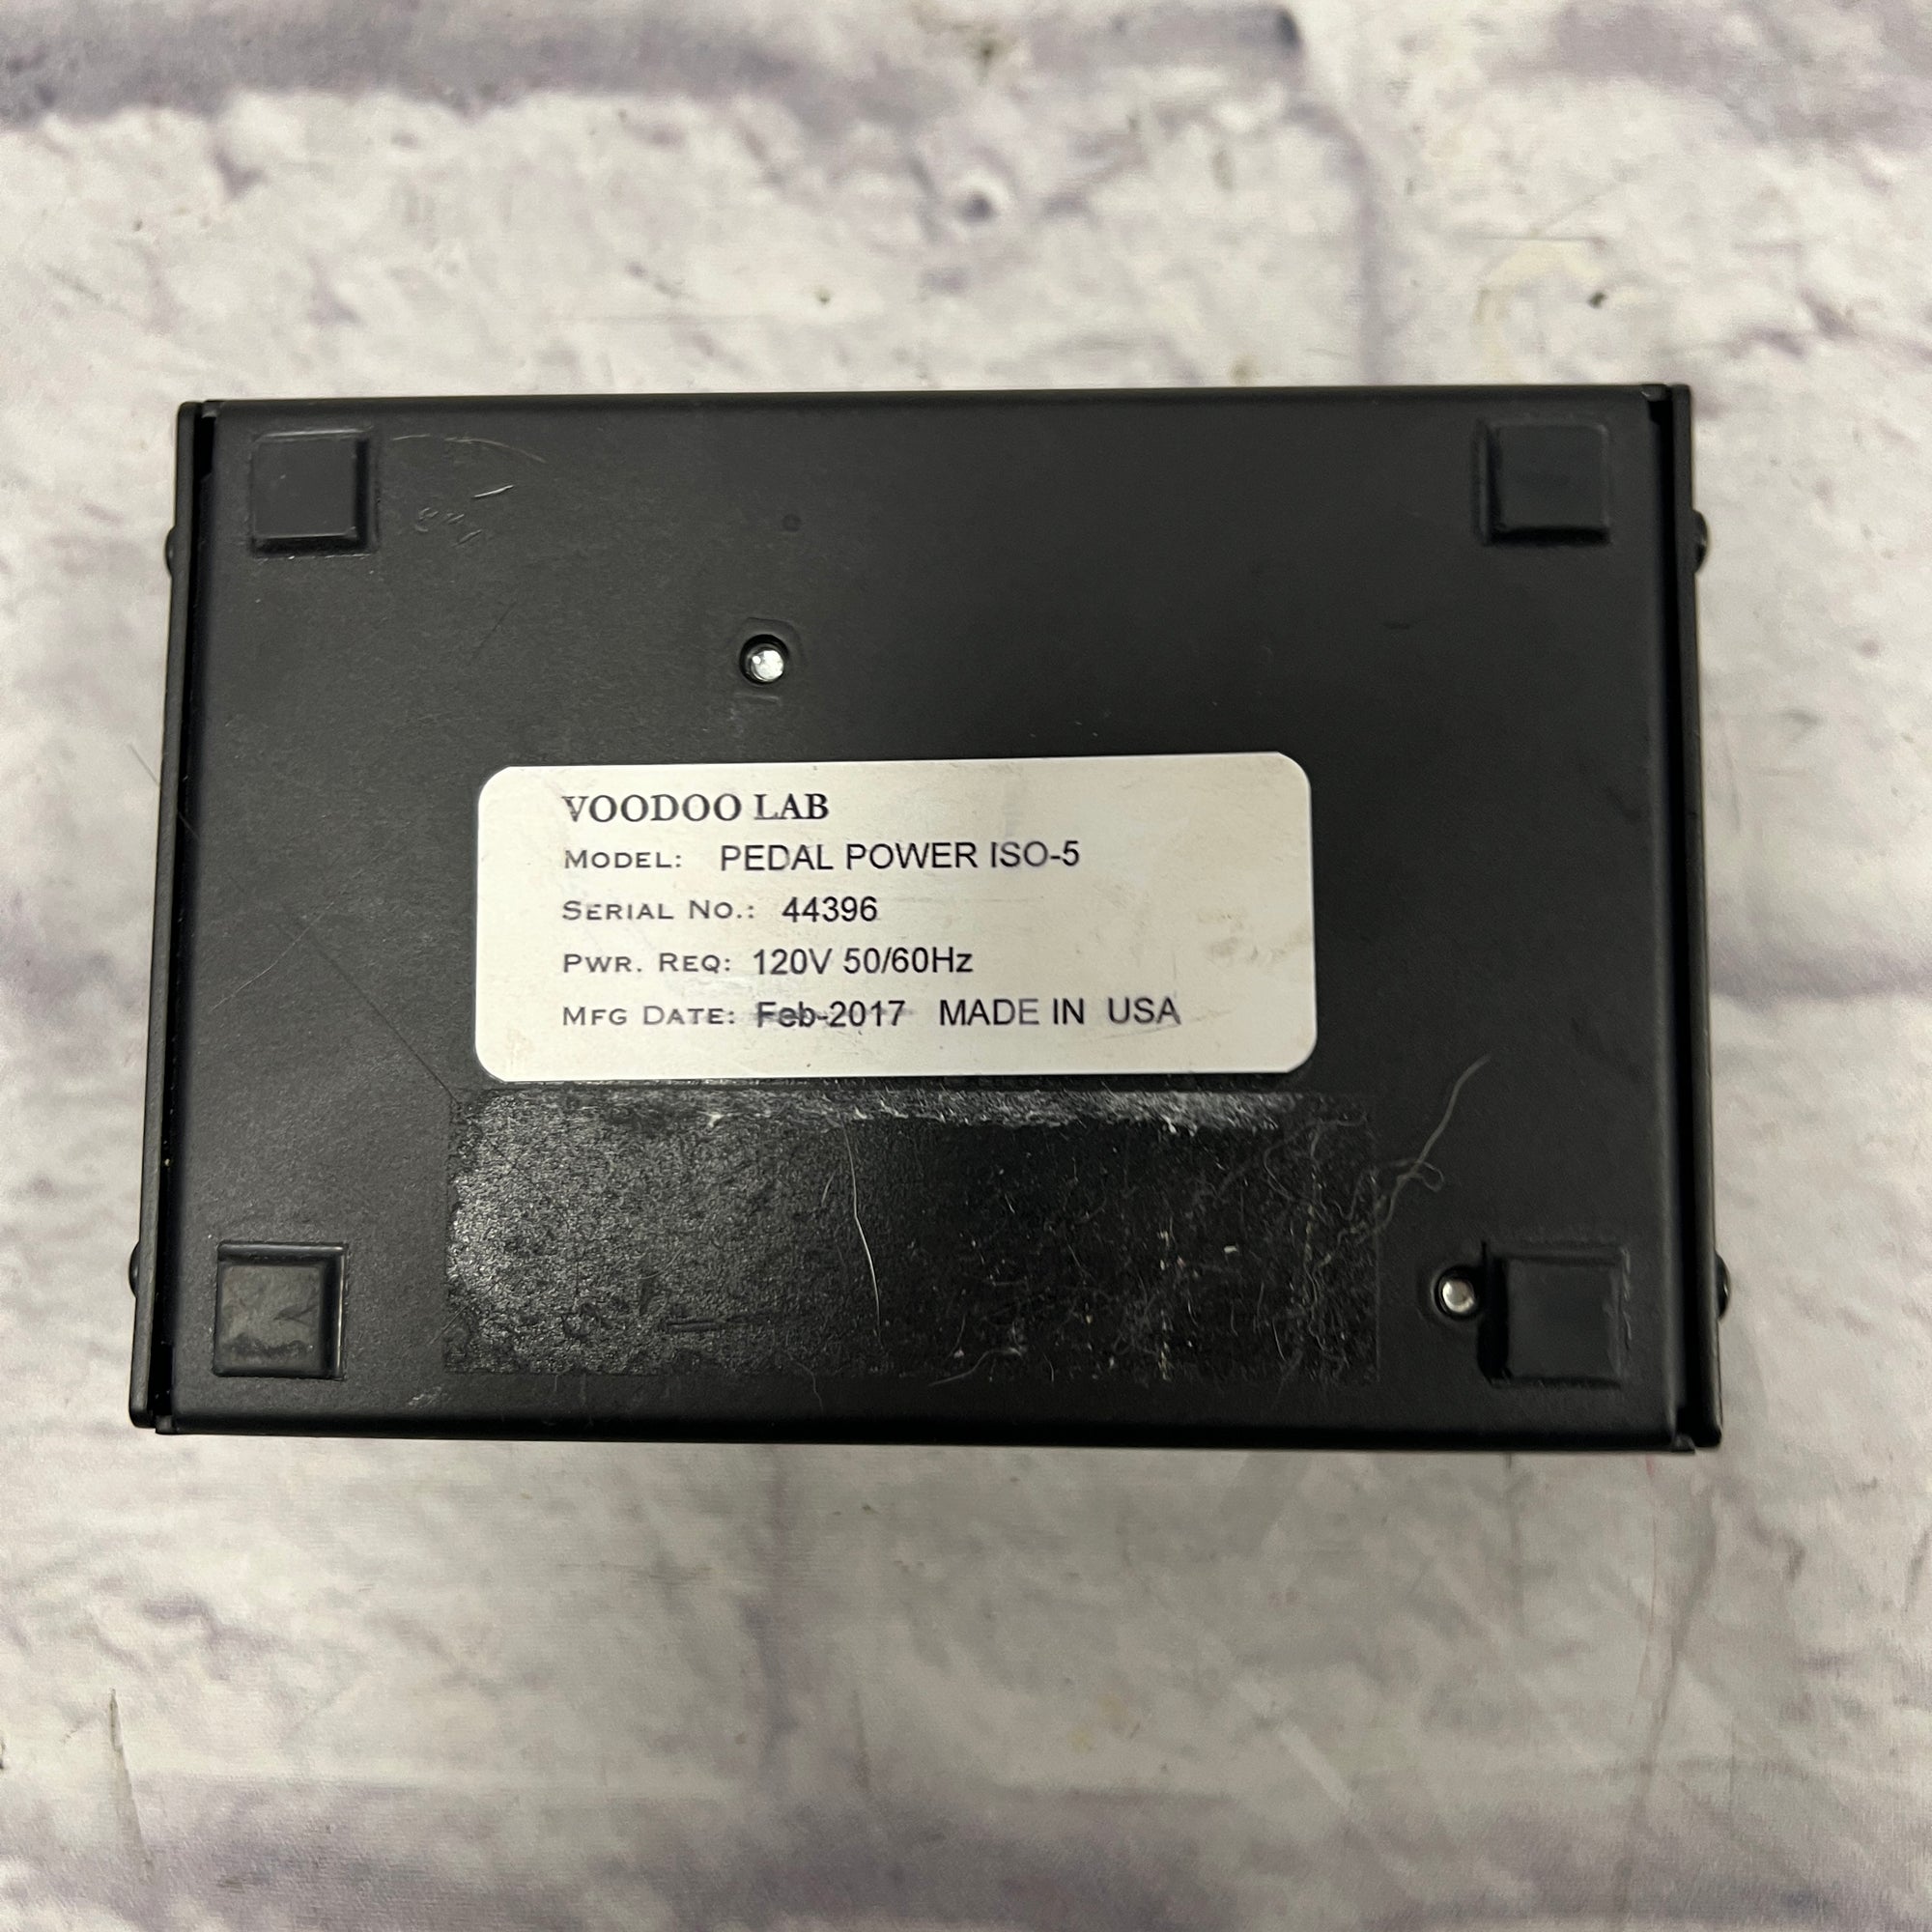 VOODOO LAB
MODEL: PEDAL POWER ISO-5
SERIAL NO.: 44396
PWR. REQ: 120V 50/60Hz
MFG DATE: Feb-2017 MADE IN USA